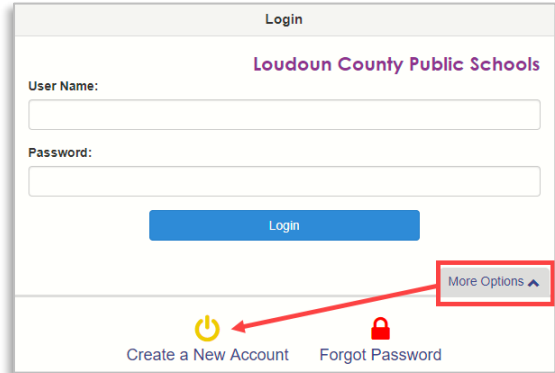 Login
Loudoun County Public Schools
User Name:
Password:
Login
More Options
Create a New Account Forgot Password